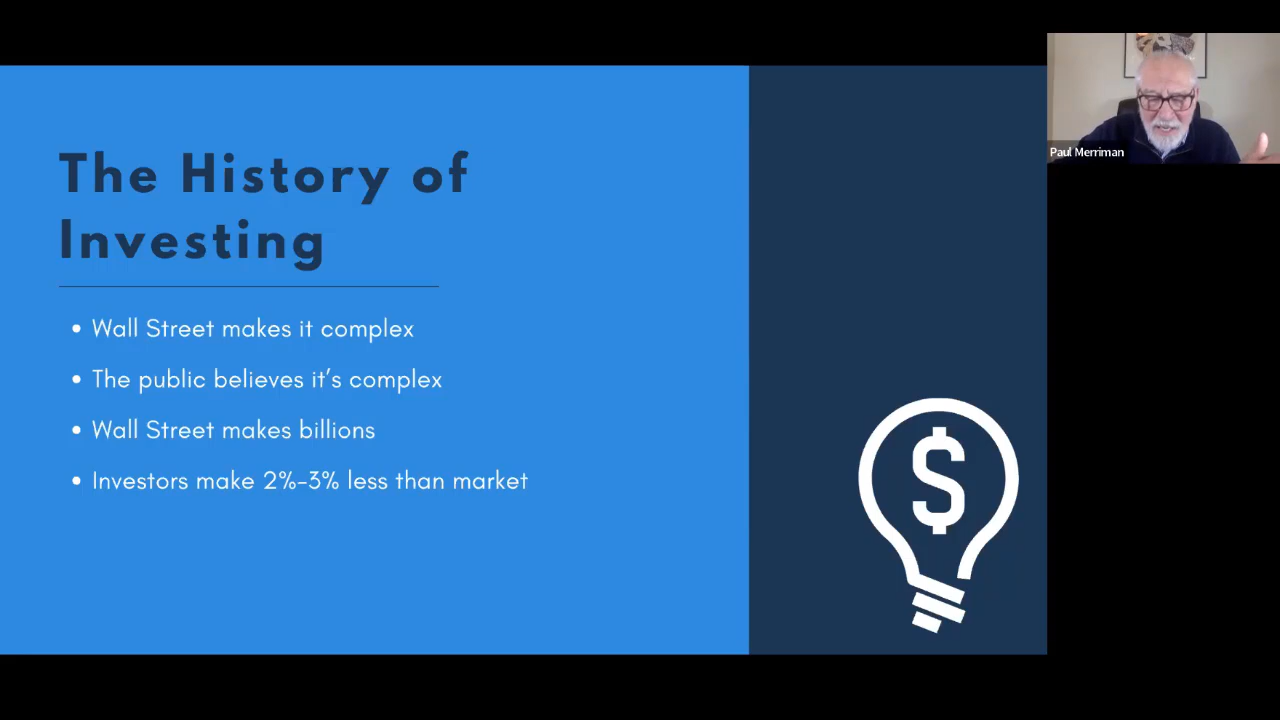 The History of
Investing
• Wall Street makes it complex
• The public believes it's complex
• Wall Street makes billions
• Investors make 2%-3% less than market
$
Paul Merriman